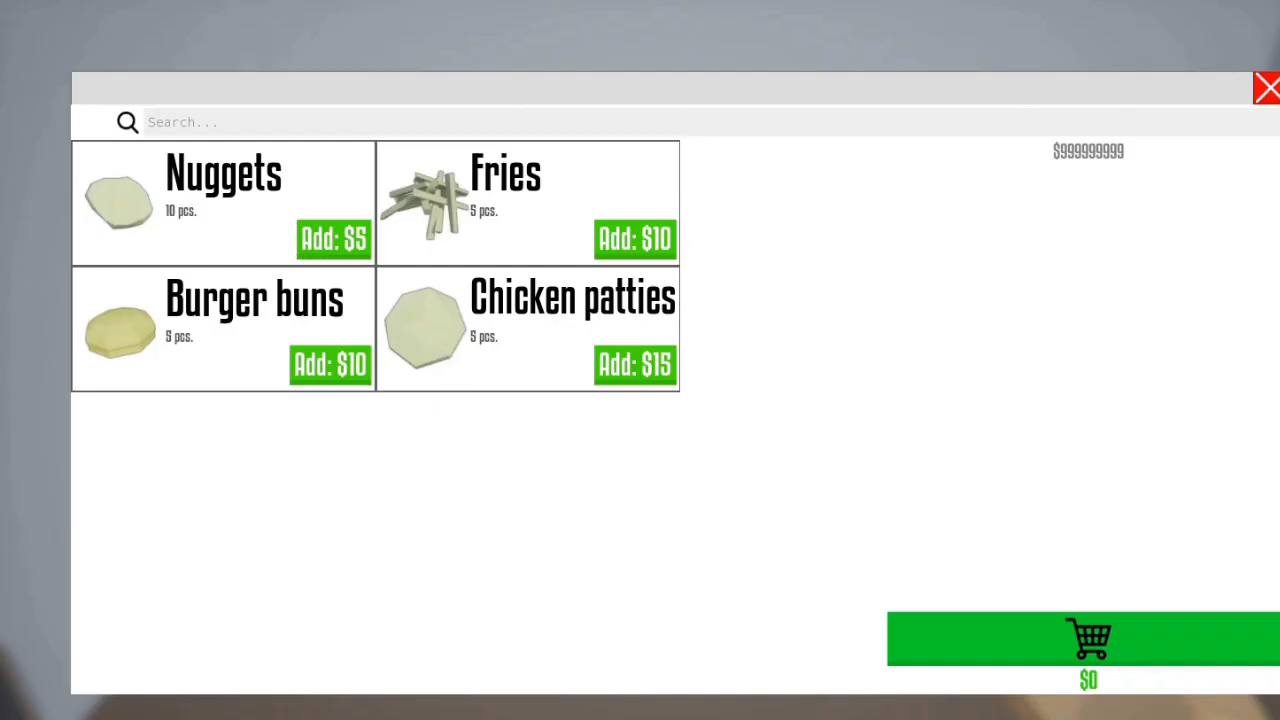 Search...
$999999999
Nuggets
10 pcs.
Add: $5
Fries
5 pcs.
Add: $10
Burger buns
5 pcs.
Add: $10
Chicken patties
5 pcs.
Add: $15
$0